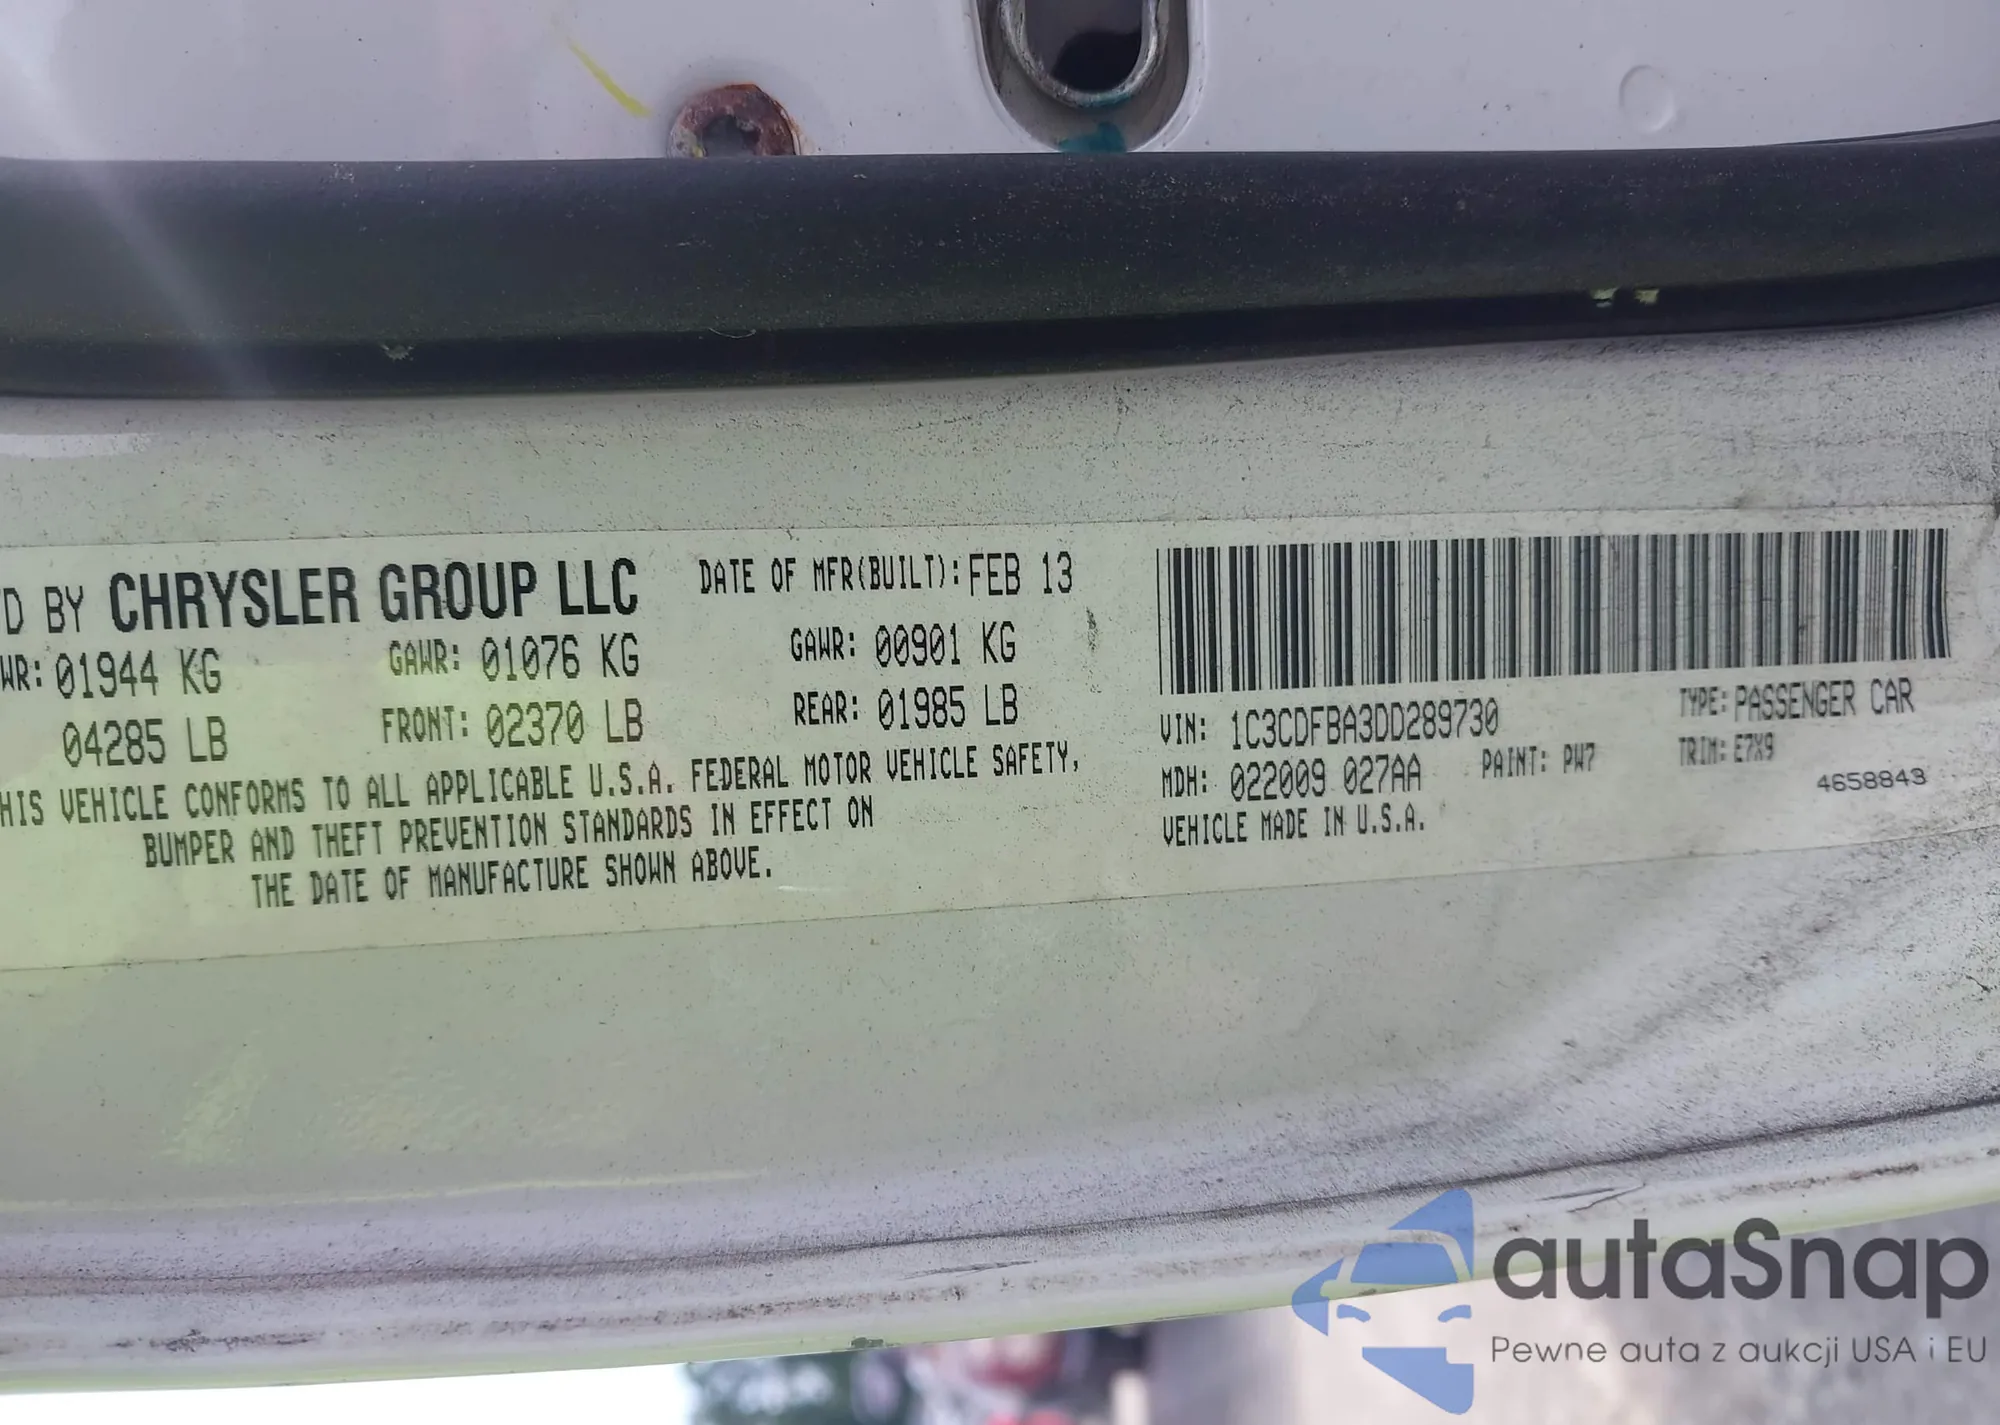 D BY CHRYSLER GROUP LLC DATE OF MFR(BUILT): FEB 13
WR: 01944 KG GAWR: 01076 KG GAWR: 00901 KG
04285 LB FRONT: 02370 LB REAR: 01985 LB
HIS VEHICLE CONFORMS TO ALL APPLICABLE U.S.A. FEDERAL MOTOR VEHICLE SAFETY,
BUMPER AND THEFT PREVENTION STANDARDS IN EFFECT ON
THE DATE OF MANUFACTURE SHOWN ABOVE.
VIN: 1C3CDFBA3DD289730 TYPE: PASSENGER CAR
MDH: 022009 027AA PAINT: PW7 TRIM: E7X9
VEHICLE MADE IN U.S.A. 4658843
autaSnap
Pewne auta z aukcji USA i EU